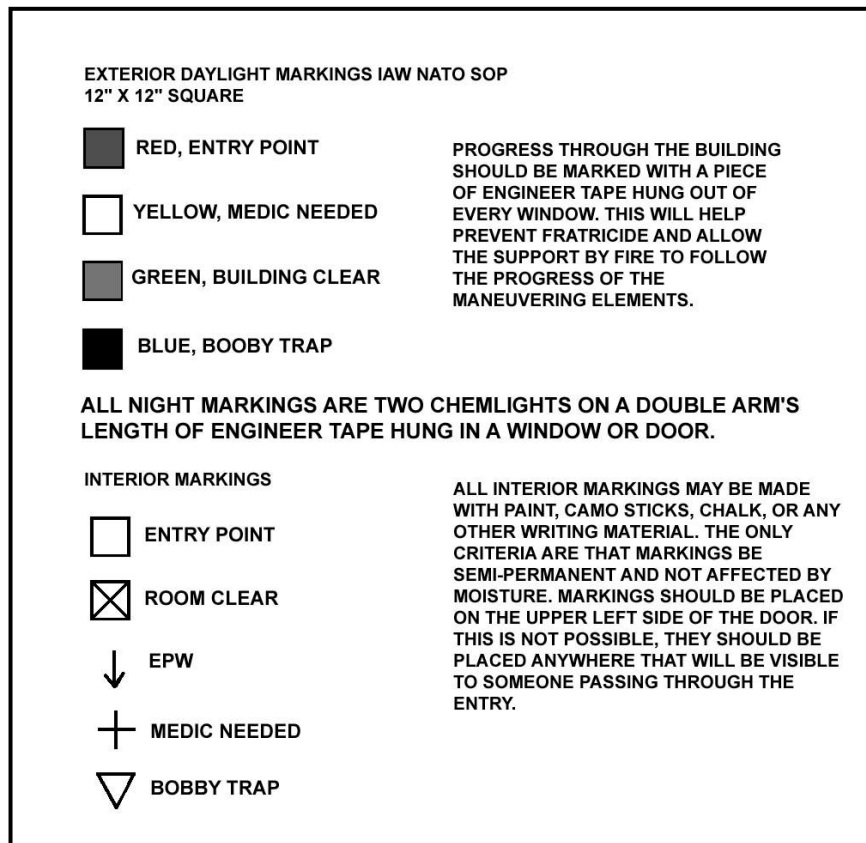 EXTERIOR DAYLIGHT MARKINGS IAW NATO SOP
12" X 12" SQUARE
RED, ENTRY POINT
YELLOW, MEDIC NEEDED
GREEN, BUILDING CLEAR
BLUE, BOOBY TRAP
PROGRESS THROUGH THE BUILDING
SHOULD BE MARKED WITH A PIECE
OF ENGINEER TAPE HUNG OUT OF
EVERY WINDOW. THIS WILL HELP
PREVENT FRATRICIDE AND ALLOW
THE SUPPORT BY FIRE TO FOLLOW
THE PROGRESS OF THE
MANEUVERING ELEMENTS.
ALL NIGHT MARKINGS ARE TWO CHEMLIGHTS ON A DOUBLE ARM'S
LENGTH OF ENGINEER TAPE HUNG IN A WINDOW OR DOOR.
INTERIOR MARKINGS
ENTRY POINT
ROOM CLEAR
EPW
MEDIC NEEDED
BOBBY TRAP
ALL INTERIOR MARKINGS MAY BE MADE
WITH PAINT, CAMO STICKS, CHALK, OR ANY
OTHER WRITING MATERIAL. THE ONLY
CRITERIA ARE THAT MARKINGS BE
SEMI-PERMANENT AND NOT AFFECTED BY
MOISTURE. MARKINGS SHOULD BE PLACED
ON THE UPPER LEFT SIDE OF THE DOOR. IF
THIS IS NOT POSSIBLE, THEY SHOULD BE
PLACED ANYWHERE THAT WILL BE VISIBLE
TO SOMEONE PASSING THROUGH THE
ENTRY.